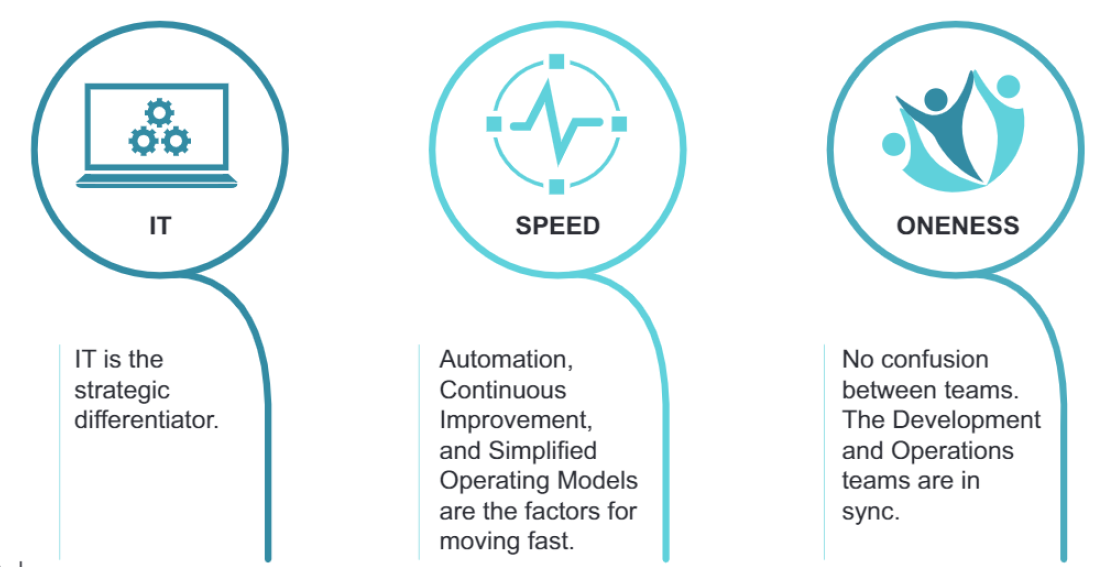 IT
IT is the
strategic
differentiator.
SPEED
Automation,
Continuous
Improvement,
and Simplified
Operating Models
are the factors for
moving fast.
ONENESS
No confusion
between teams.
The Development
and Operations
teams are in
sync.